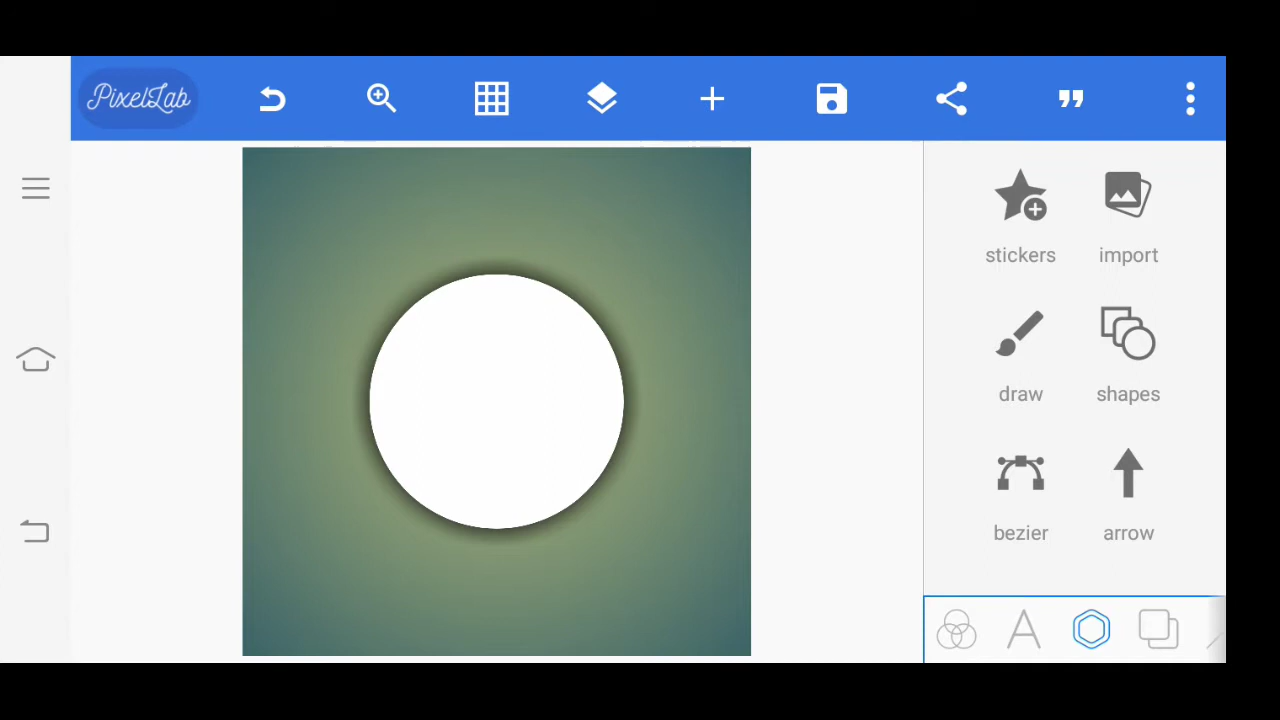 PixelLab
stickers
import
draw
shapes
bezier
arrow